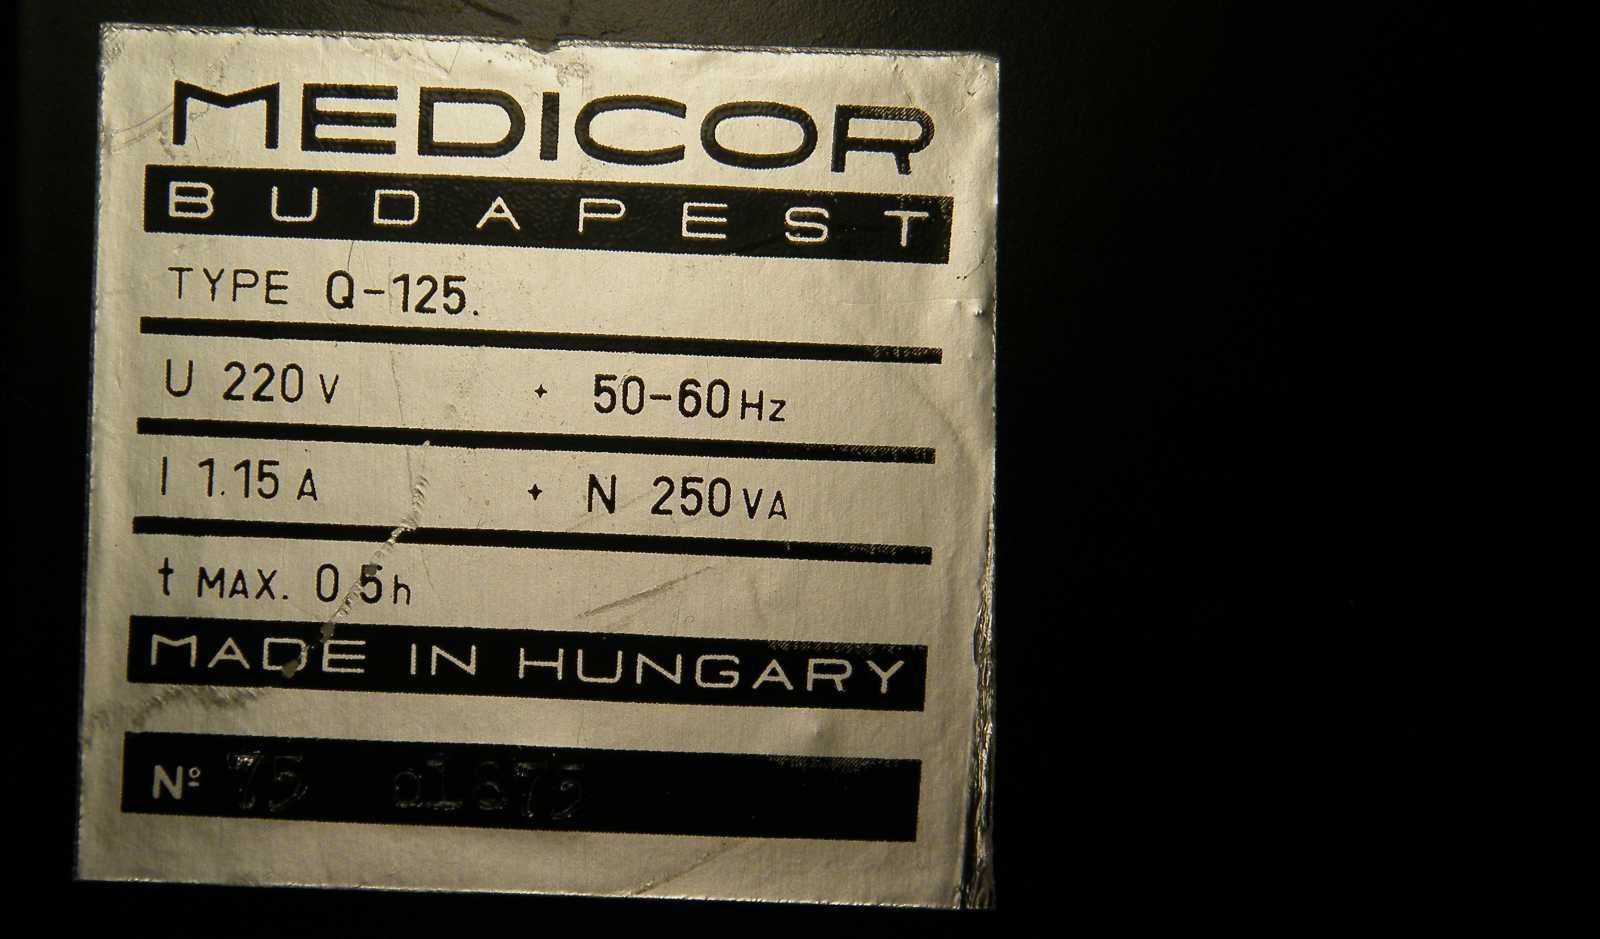 MEDICOR
BUDAPEST
TYPE Q-125.
U 220 V + 50-60 Hz
I 1.15 A + N 250 VA
t MAX. 0 5 h
MADE IN HUNGARY
Nº 75